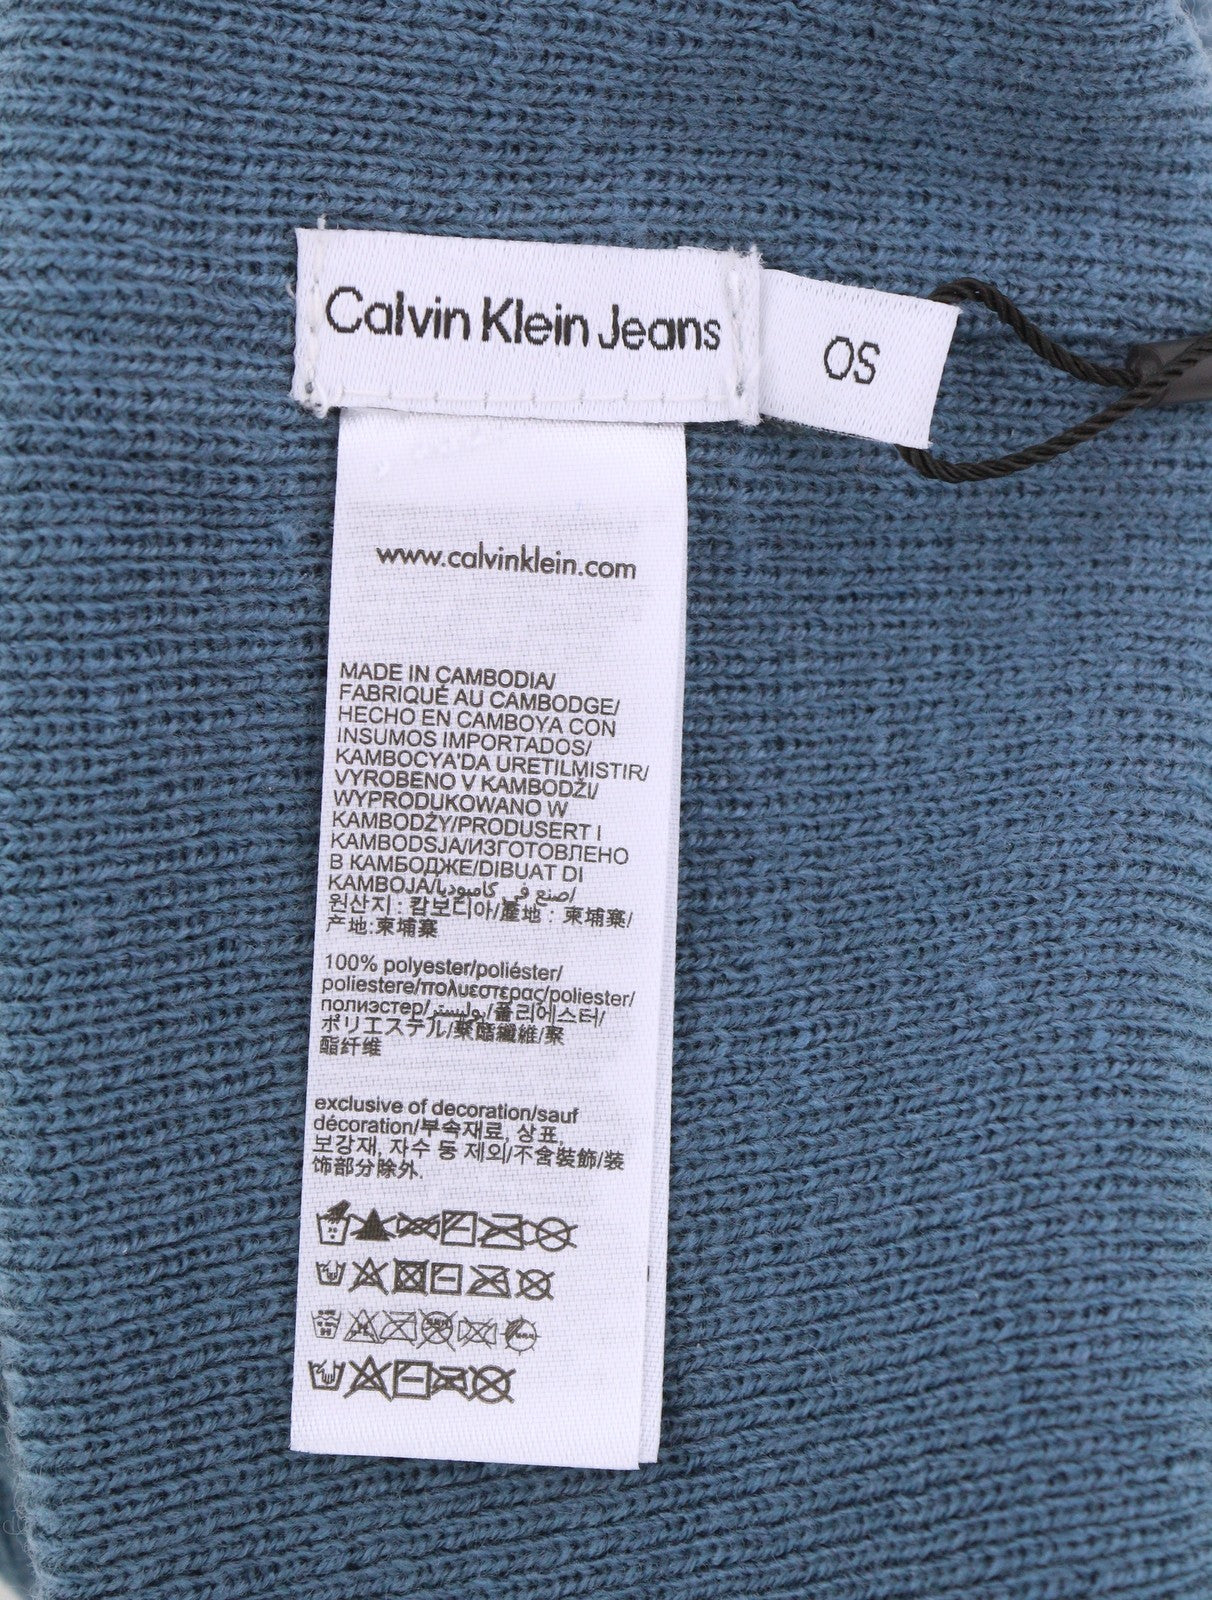 Calvin Klein Jeans
OS
www.calvinklein.com
MADE IN CAMBODIA/
FABRIQUÉ AU CAMBODGE/
HECHO EN CAMBOYA CON
INSUMOS IMPORTADOS/
KAMBOCYA'DA URETILMISTIR/
VYROBENO V KAMBODŽI/
WYPRODUKOWANO W
KAMBODŻY/PRODUSERT I
KAMBODSJA/ИЗГОТОВЛЕНО
В КАМБОДЖЕ/DIBUAT DI
KAMBOJA/صنع في كامبوديا/
원산지 : 캄보디아/產地 : 柬埔寨/
产地:柬埔寨
100% polyester/poliéster/
poliestere/πολυεστερας/poliester/
полиэстер/بوليستر/폴리에스터/
ポリエステル/聚酯纖維/聚
酯纤维
exclusive of decoration/sauf
décoration/부속재료, 상표,
보강재, 자수 등 제외/不含裝飾/装
饰部分除外.